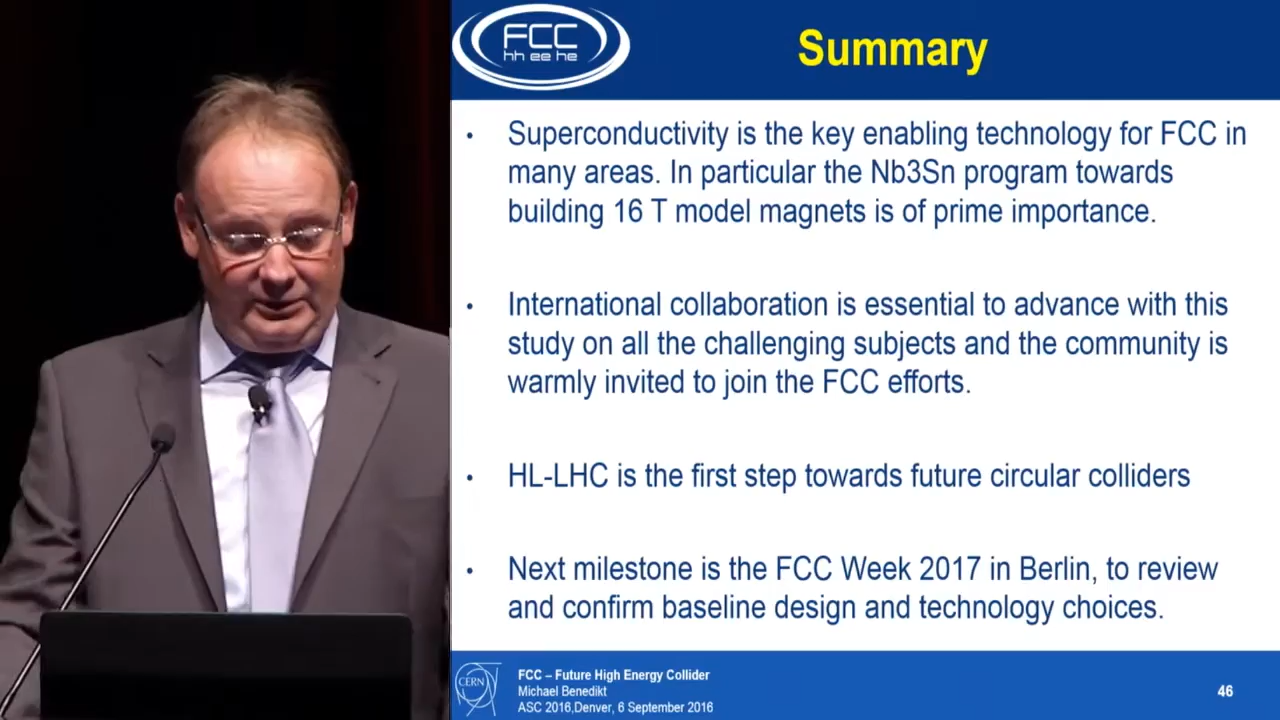 FCC
hh ee he
Summary
• Superconductivity is the key enabling technology for FCC in
many areas. In particular the Nb3Sn program towards
building 16 T model magnets is of prime importance.
• International collaboration is essential to advance with this
study on all the challenging subjects and the community is
warmly invited to join the FCC efforts.
• HL-LHC is the first step towards future circular colliders
• Next milestone is the FCC Week 2017 in Berlin, to review
and confirm baseline design and technology choices.
CERN
FCC – Future High Energy Collider
Michael Benedikt
ASC 2016,Denver, 6 September 2016
46